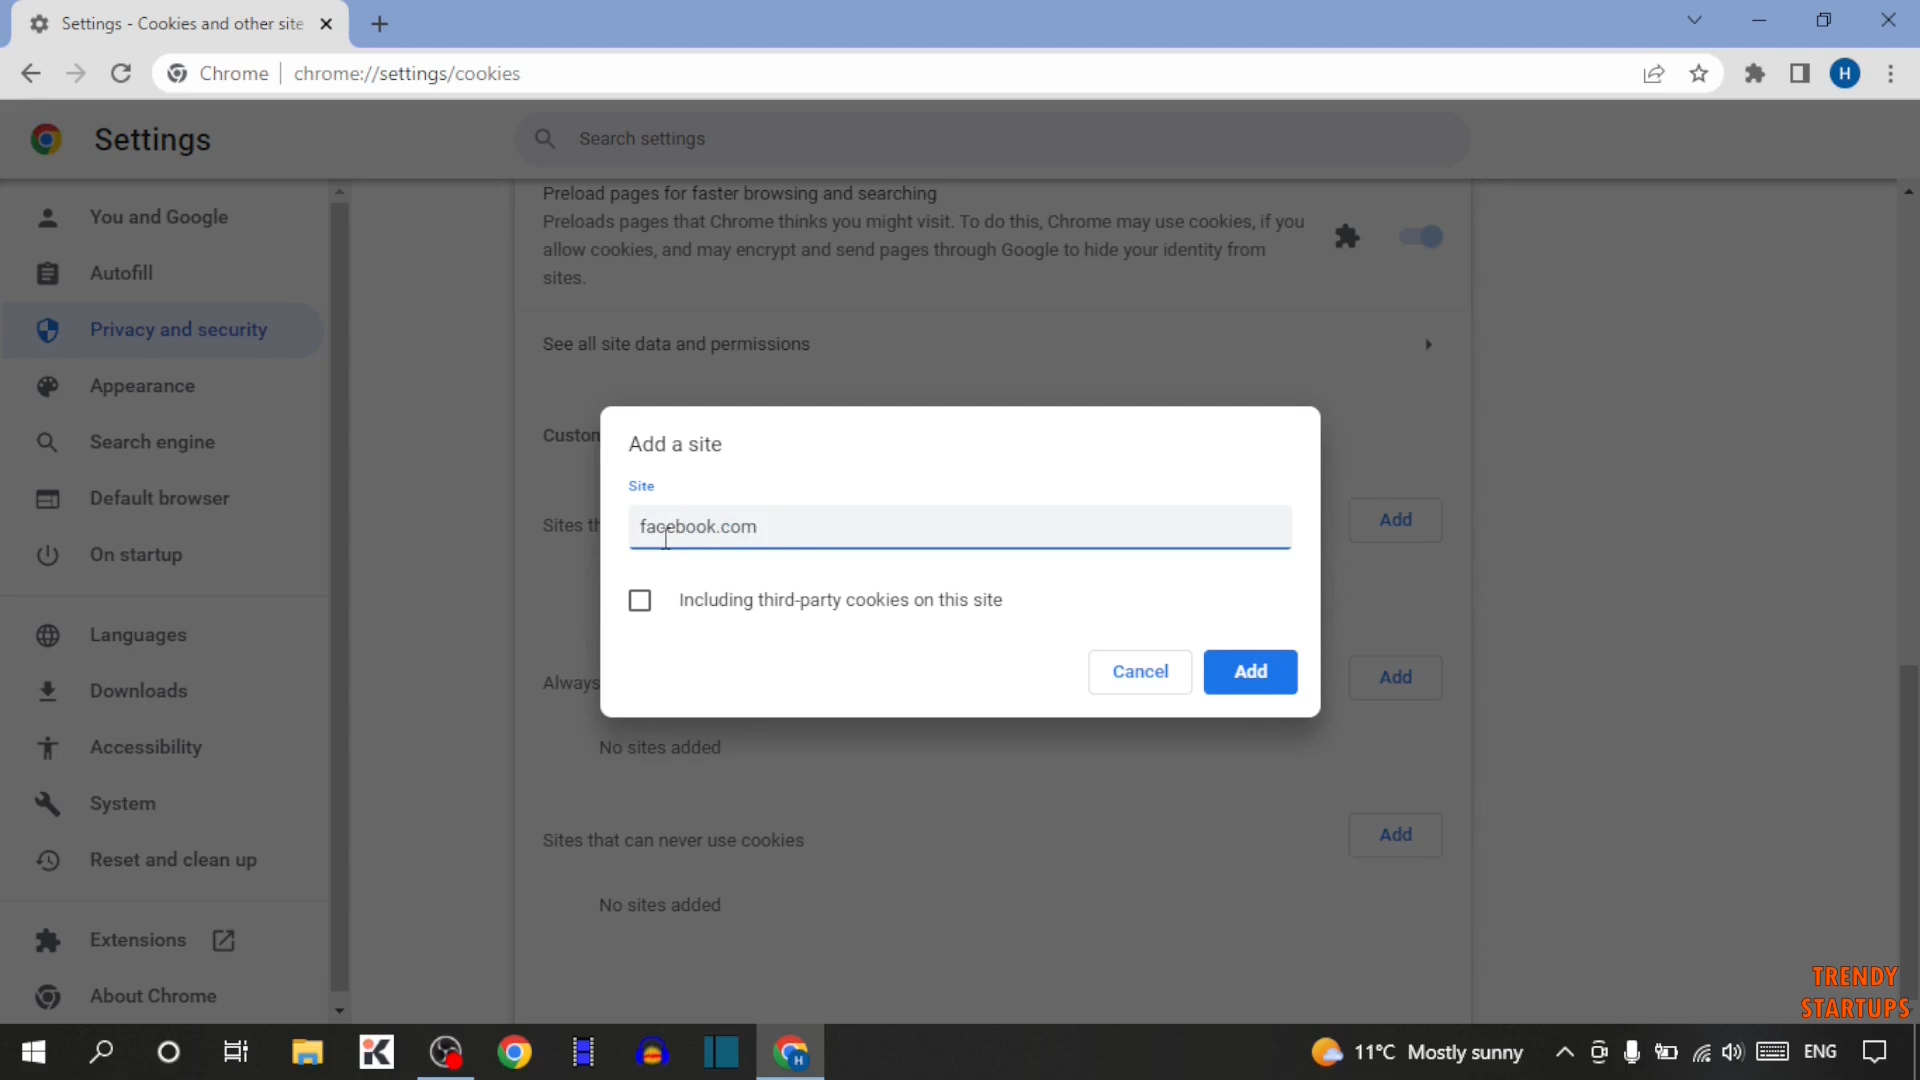 Settings - Cookies and other site
Chrome
chrome://settings/cookies
H
Settings
Search settings
You and Google
Autofill
Privacy and security
Appearance
Search engine
Default browser
On startup
Languages
Downloads
Accessibility
System
Reset and clean up
Extensions
About Chrome
Preload pages for faster browsing and searching
Preloads pages that Chrome thinks you might visit. To do this, Chrome may use cookies, if you
allow cookies, and may encrypt and send pages through Google to hide your identity from
sites.
See all site data and permissions
Custom
Sites th
Add
Add a site
Site
facebook.com
Including third-party cookies on this site
Cancel
Add
Always
Add
No sites added
Sites that can never use cookies
Add
No sites added
TRENDY
STARTUPS
K
H
11°C Mostly sunny
ENG